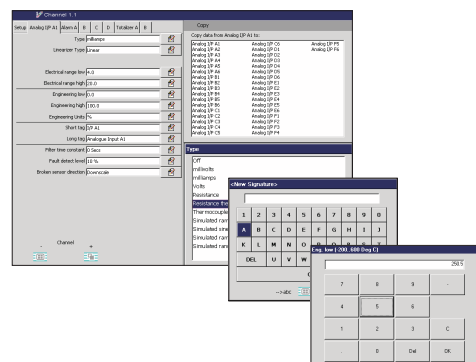 Channel 1.1
Setup Analog I/P A1 Alarm A B C D Totalizer A B
Type milliamps
Linearizer Type Linear
Electrical range low 4.0
Electrical range high 20.0
Engineering low 0.0
Engineering high 100.0
Engineering Units %
Short tag I/P A1
Long tag Analogue Input A1
Filter time constant 0 Secs
Fault detect level 10 %
Broken sensor direction Downscale
Channel
- +
Copy
Copy data from Analog I/P A1 to:
Analog I/P A1 Analog I/P C6 Analog I/P F5
Analog I/P A2 Analog I/P D1 Analog I/P F6
Analog I/P A3 Analog I/P D2
Analog I/P A4 Analog I/P D3
Analog I/P A5 Analog I/P D4
Analog I/P A6 Analog I/P D5
Analog I/P B1 Analog I/P D6
Analog I/P B2 Analog I/P E1
Analog I/P B3 Analog I/P E2
Analog I/P B4 Analog I/P E3
Analog I/P B5 Analog I/P E4
Analog I/P B6 Analog I/P E5
Analog I/P C1 Analog I/P E6
Analog I/P C2 Analog I/P F1
Analog I/P C3 Analog I/P F2
Analog I/P C4 Analog I/P F3
Analog I/P C5 Analog I/P F4
Type
Off
millivolts
milliamps
Volts
Resistance
Resistance the
Thermocouple
Simulated ram
Simulated sine
Simulated ram
Simulated ram
<New Signature>
1 2 3 4 5 6 7 8 9 0
A B C D E F G H I J
K L M N O P Q R S T
DEL U V W
-->abc
Eng. low [-200..600 Deg C]
250.5
7 8 9 -
4 5 6
1 2 3 C
. 0 Del OK